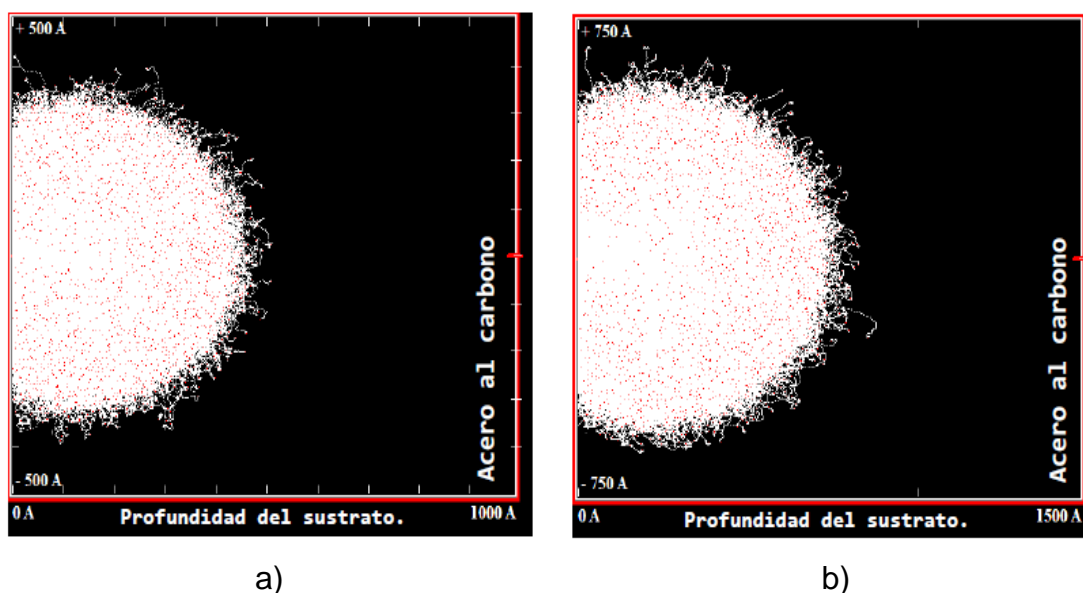 + 500 A
Acero al carbono
- 500 A
0 A
Profundidad del sustrato.
1000 A
a)
+ 750 A
Acero al carbono
- 750 A
0 A
Profundidad del sustrato.
1500 A
b)